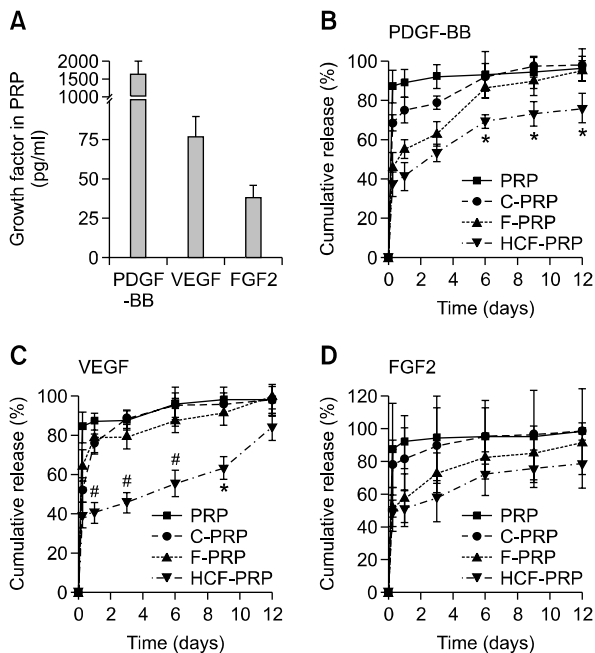 A
Growth factor in PRP
(pg/ml)
2000
1500
1000
75
50
25
0
PDGF
-BB
VEGF
FGF2
B
PDGF-BB
Cumulative release (%)
100
80
60
40
20
0
* * *
PRP
C-PRP
F-PRP
HCF-PRP
0 2 4 6 8 10 12
Time (days)
C
VEGF
Cumulative release (%)
100
80
60
40
20
0
# # # *
PRP
C-PRP
F-PRP
HCF-PRP
0 2 4 6 8 10 12
Time (days)
D
FGF2
Cumulative release (%)
120
100
80
60
40
20
0
PRP
C-PRP
F-PRP
HCF-PRP
0 2 4 6 8 10 12
Time (days)